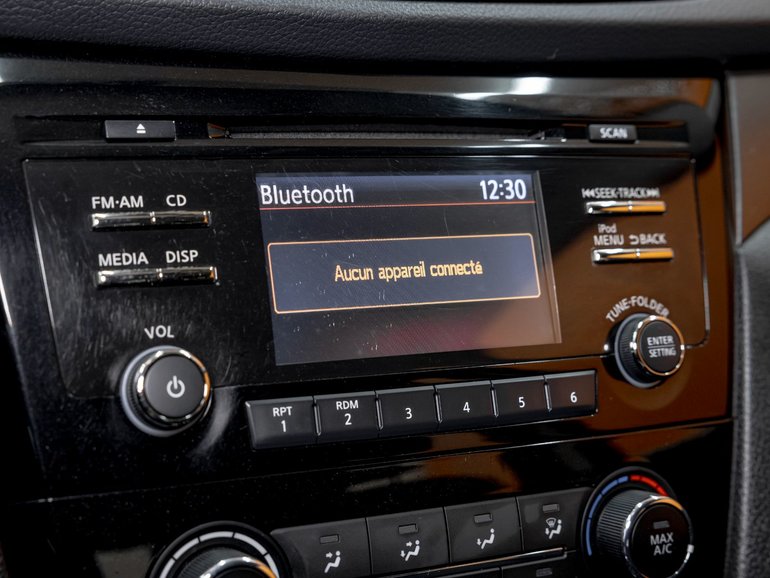 SCAN
FM·AM CD
MEDIA DISP
VOL
Bluetooth 12:30
Aucun appareil connecté
SEEK·TRACK
iPod
MENU BACK
TUNE·FOLDER
ENTER
SETTING
RPT
1
RDM
2
3
4
5
6
MAX
A/C